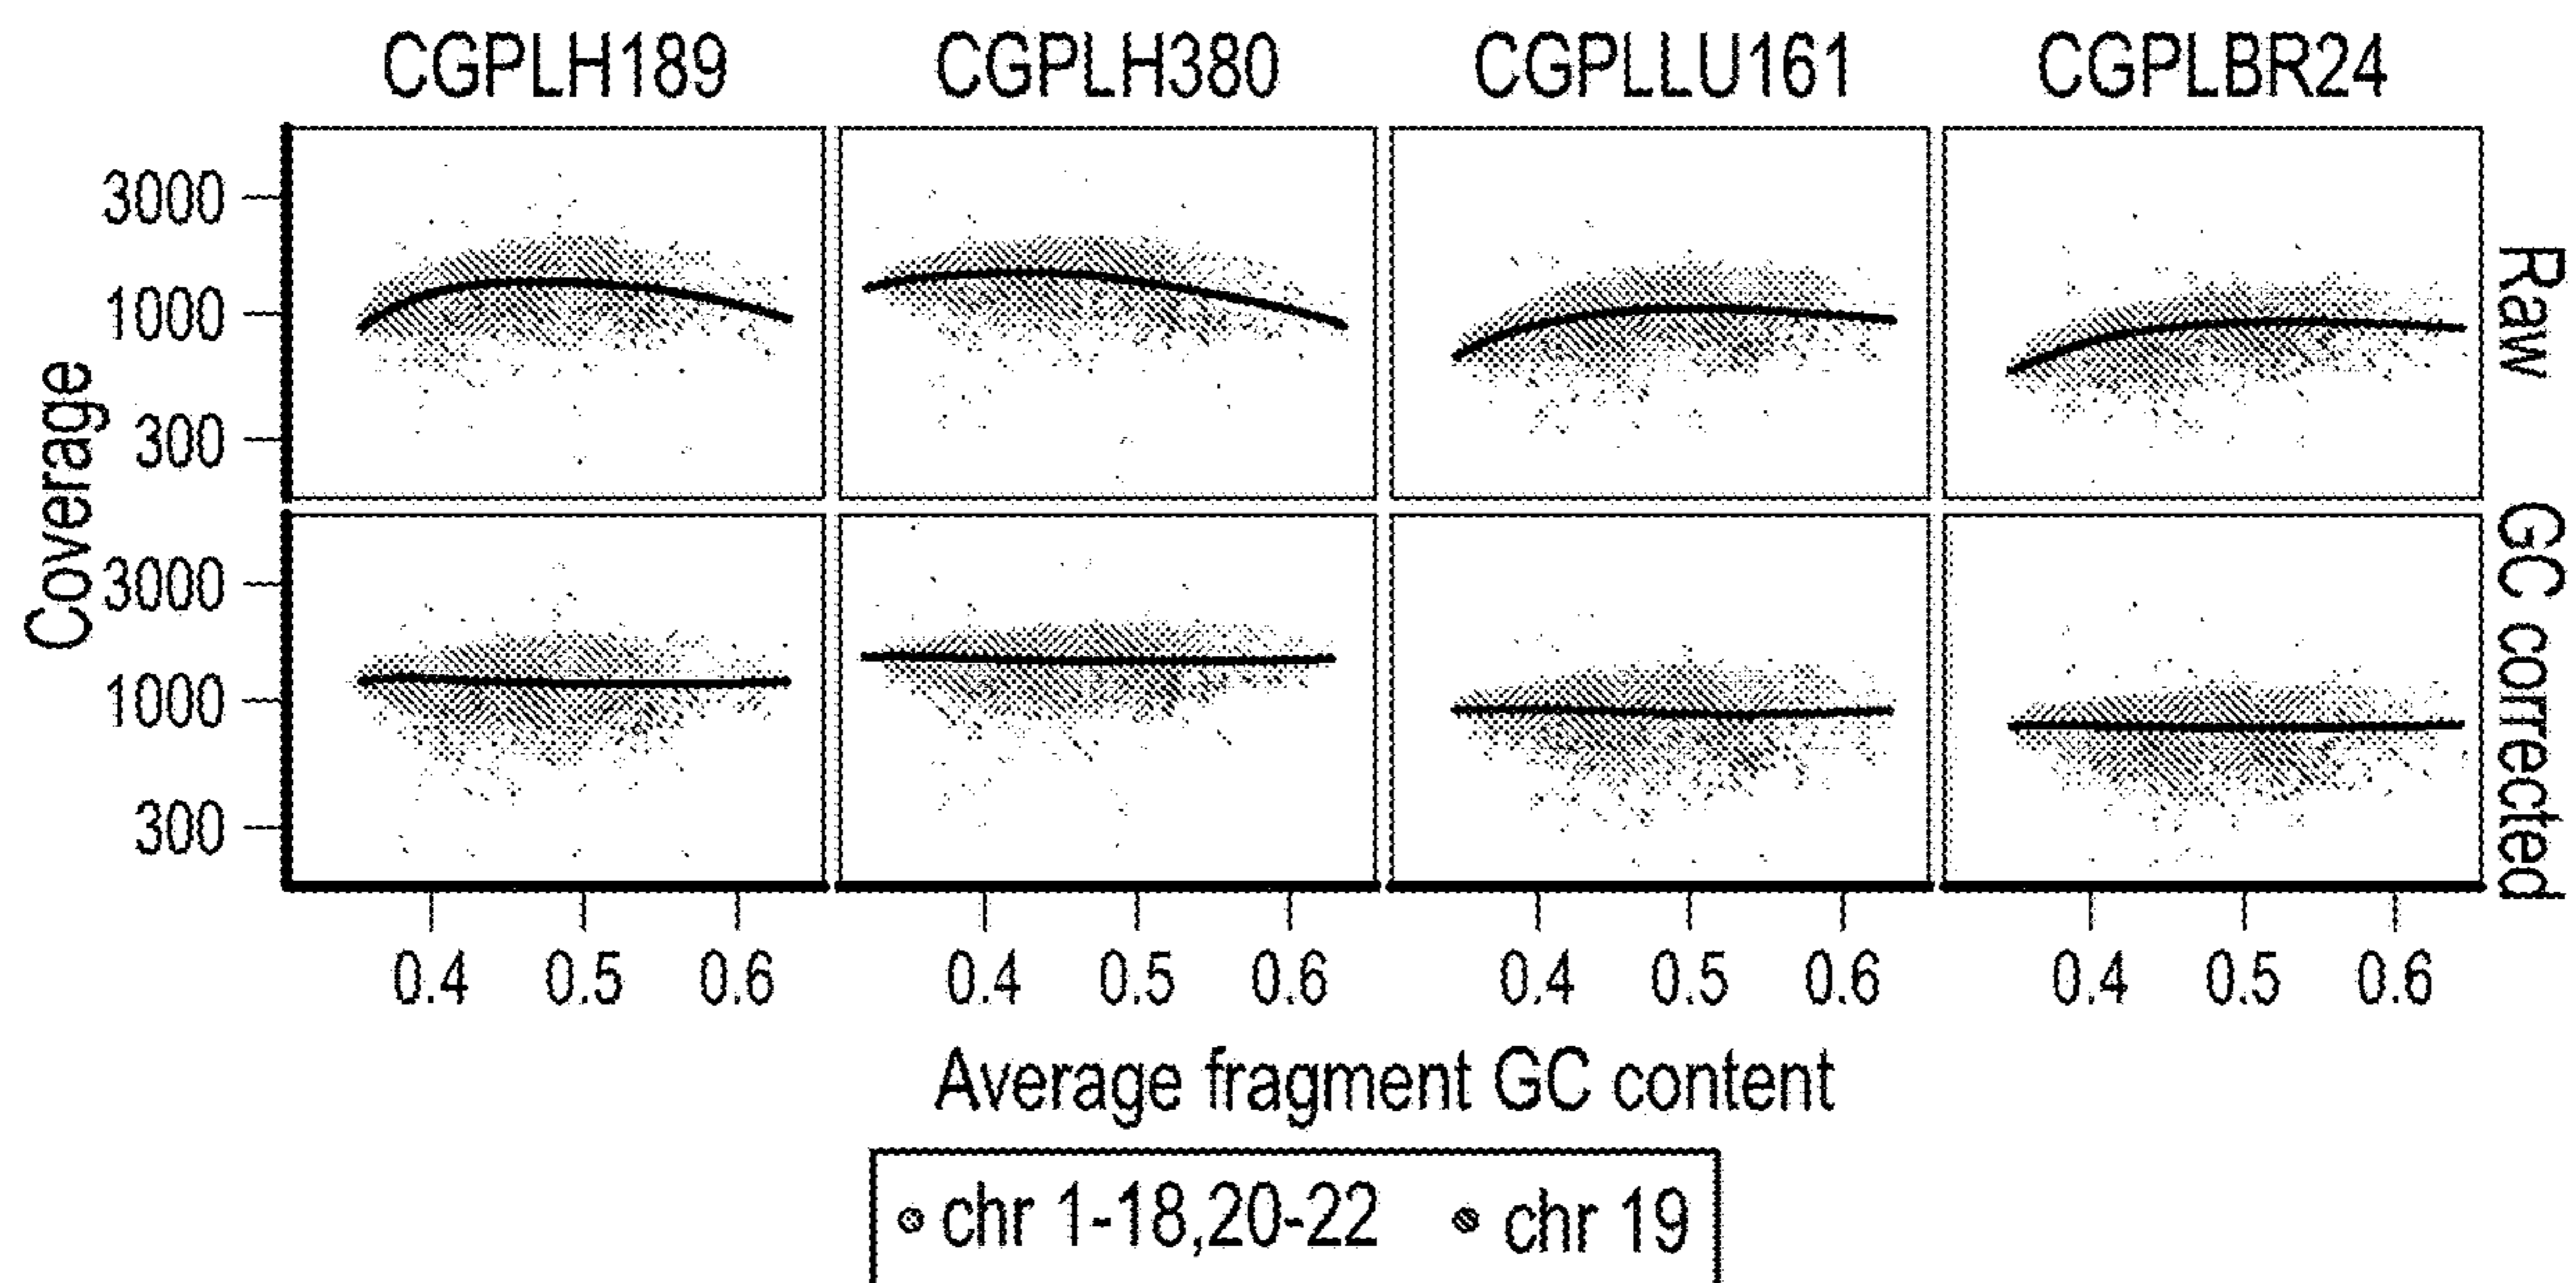 CGPLH189 CGPLH380 CGPLLU161 CGPLBR24
Coverage
3000
1000
300
Raw
3000
1000
300
GC corrected
0.4 0.5 0.6 0.4 0.5 0.6 0.4 0.5 0.6 0.4 0.5 0.6
Average fragment GC content
chr 1-18,20-22 chr 19